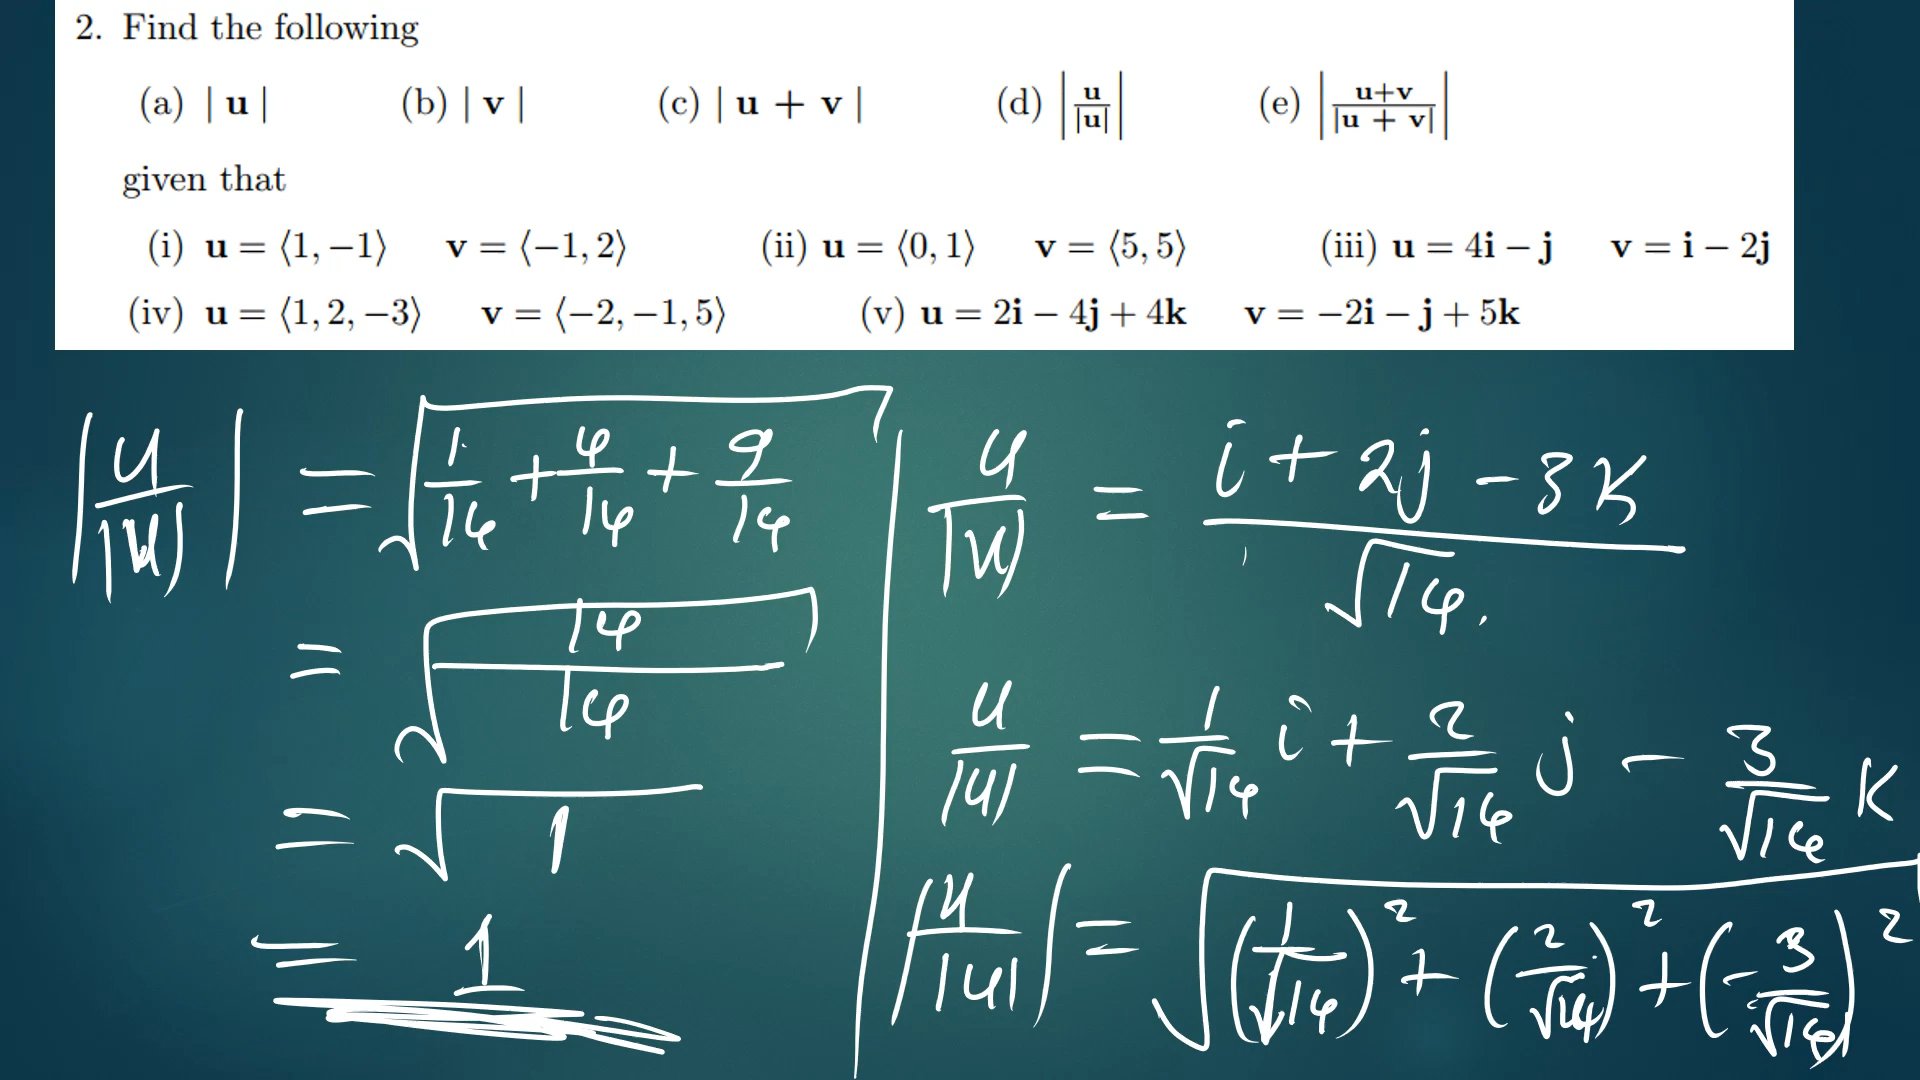 2. Find the following
(a) | u |   (b) | v |   (c) | u + v |   (d) |u/|u||   (e) |u+v/|u + v||
given that
(i) u = ⟨1, −1⟩   v = ⟨−1, 2⟩   (ii) u = ⟨0, 1⟩   v = ⟨5, 5⟩   (iii) u = 4i − j   v = i − 2j
(iv) u = ⟨1, 2, −3⟩   v = ⟨−2, −1, 5⟩   (v) u = 2i − 4j + 4k   v = −2i − j + 5k
|u/|u|| = √(1/14 + 4/14 + 9/14)
= √(14/14)
= √1
= 1
u/|u| = (i + 2j − 3k)/√14.
u/|u| = 1/√14 i + 2/√14 j − 3/√14 k
|u/|u|| = √((1/√14)² + (2/√14)² + (−3/√14)²)